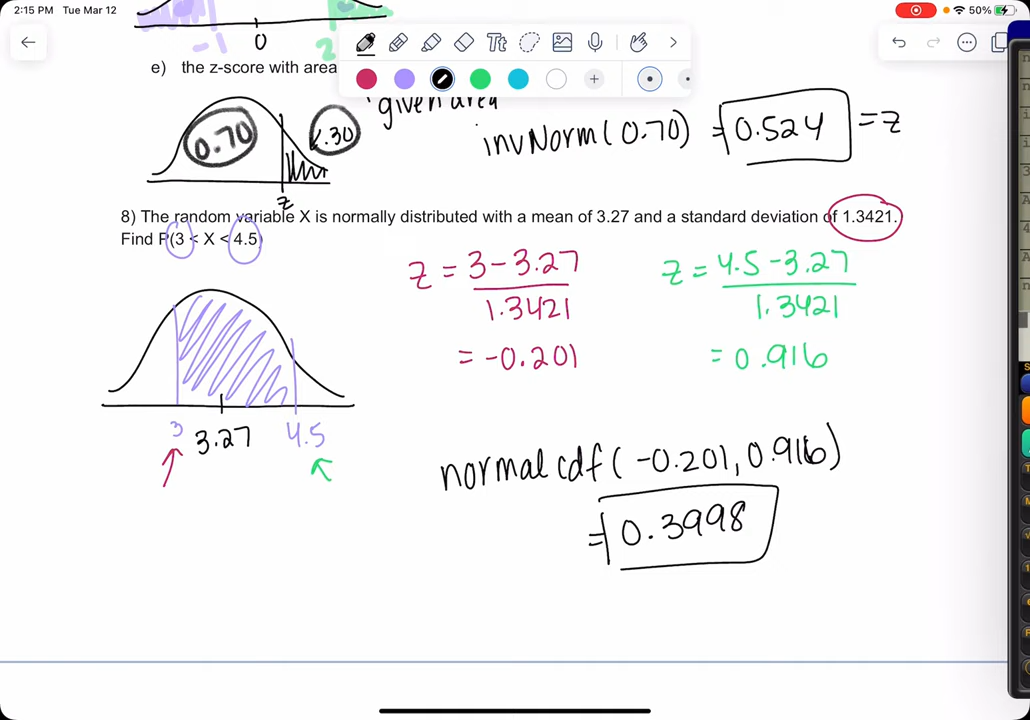 2:15 PM Tue Mar 12
50%
-1 0 2
Tt
e) the z-score with area
given area
0.70
.30
z
invNorm(0.70) = 0.524 = z
8) The random variable X is normally distributed with a mean of 3.27 and a standard deviation of 1.3421.
Find P(3 < X < 4.5)
z = 3 - 3.27
1.3421
= -0.201
z = 4.5 - 3.27
1.3421
= 0.916
3 3.27 4.5
normalcdf(-0.201, 0.916)
= 0.3998